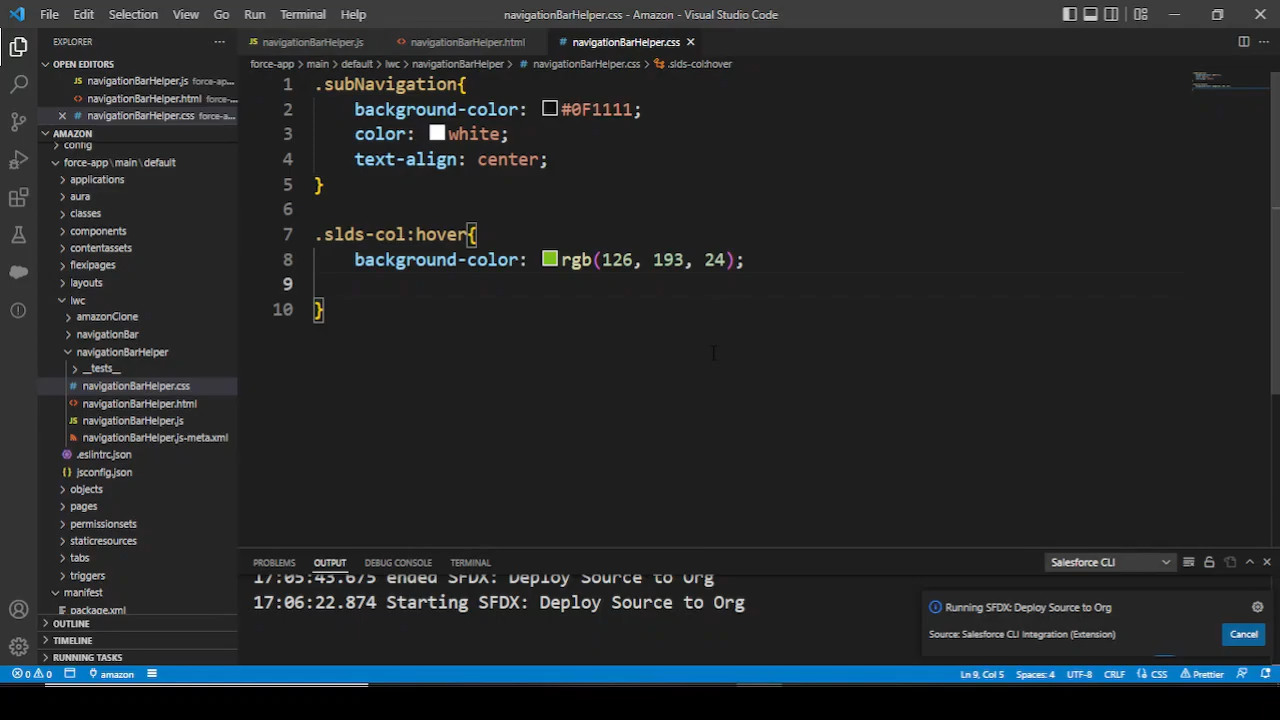 File Edit Selection View Go Run Terminal Help
navigationBarHelper.css - Amazon - Visual Studio Code
EXPLORER
OPEN EDITORS
navigationBarHelper.js force-ap...
navigationBarHelper.html force-...
navigationBarHelper.css force-a...
AMAZON
config
force-app\main\default
applications
aura
classes
components
contentassets
flexipages
layouts
lwc
amazonClone
navigationBar
navigationBarHelper
__tests__
navigationBarHelper.css
navigationBarHelper.html
navigationBarHelper.js
navigationBarHelper.js-meta.xml
.eslintrc.json
jsconfig.json
objects
pages
permissionsets
staticresources
tabs
triggers
manifest
package.xml
OUTLINE
TIMELINE
RUNNING TASKS
navigationBarHelper.js
navigationBarHelper.html
navigationBarHelper.css
force-app > main > default > lwc > navigationBarHelper > # navigationBarHelper.css > .slds-col:hover
1 .subNavigation{
2 background-color: #0F1111;
3 color: white;
4 text-align: center;
5 }
6
7 .slds-col:hover{
8 background-color: rgb(126, 193, 24);
9
10 }
PROBLEMS OUTPUT DEBUG CONSOLE TERMINAL
Salesforce CLI
17:05:43.675 ended SFDX: Deploy Source to Org
17:06:22.874 Starting SFDX: Deploy Source to Org
Running SFDX: Deploy Source to Org
Source: Salesforce CLI Integration (Extension)
Cancel
0 0 amazon
Ln 9, Col 5 Spaces: 4 UTF-8 CRLF CSS Prettier